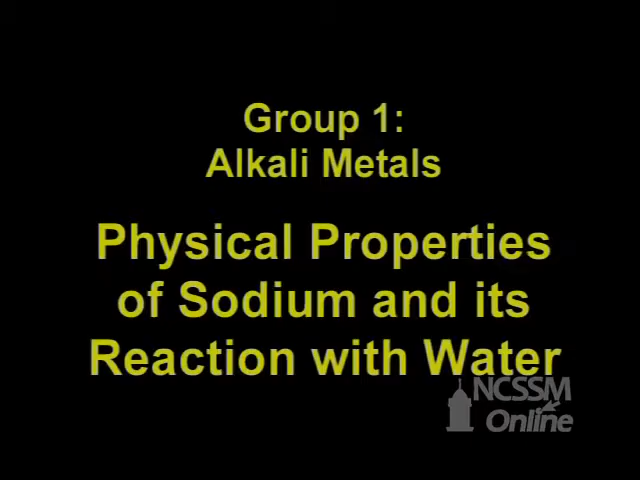 Group 1:
Alkali Metals
Physical Properties
of Sodium and its
Reaction with Water
NCSSM
Online